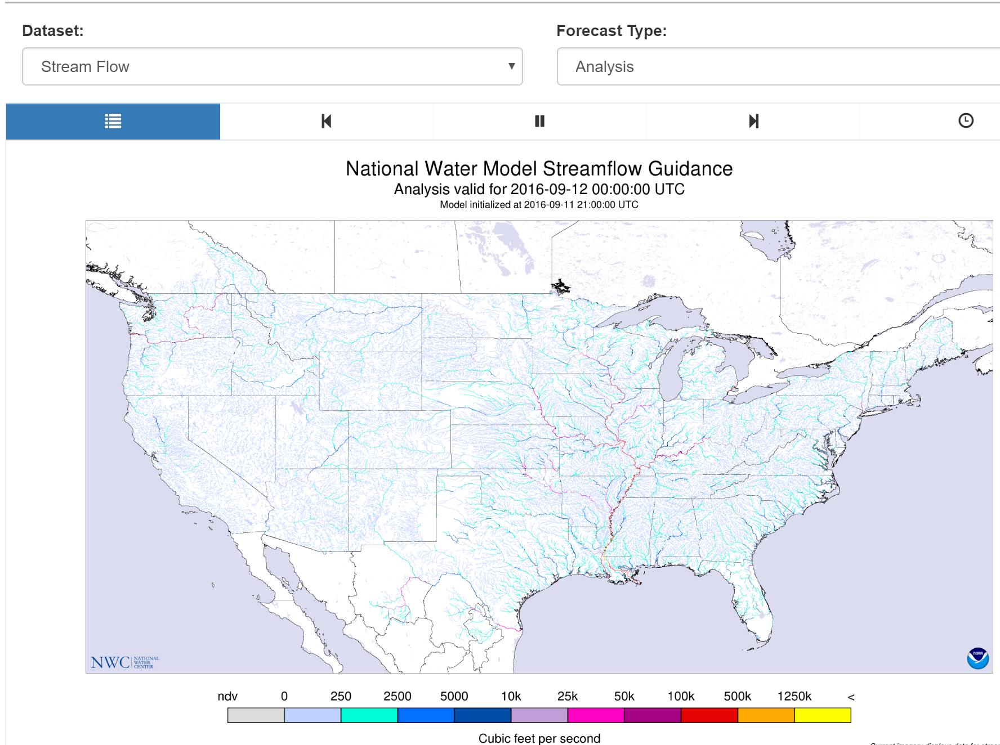 Dataset:
Forecast Type:
Stream Flow
Analysis
National Water Model Streamflow Guidance
Analysis valid for 2016-09-12 00:00:00 UTC
Model initialized at 2016-09-11 21:00:00 UTC
NWC NATIONAL
WATER
CENTER
NOAA
ndv 0 250 2500 5000 10k 25k 50k 100k 500k 1250k <
Cubic feet per second